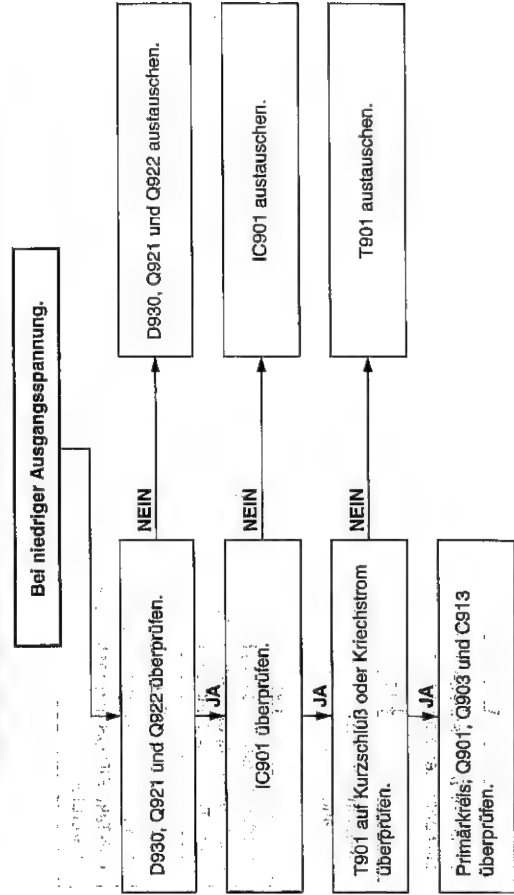 Bei niedriger Ausgangsspannung.
D930, Q921 und Q922 überprüfen.
NEIN
D930, Q921 und Q922 austauschen.
JA
IC901 überprüfen.
NEIN
IC901 austauschen.
JA
T901 auf Kurzschluß oder Kriechstrom
überprüfen.
NEIN
T901 austauschen.
JA
Primärkreis, Q901, Q903 und C913
überprüfen.